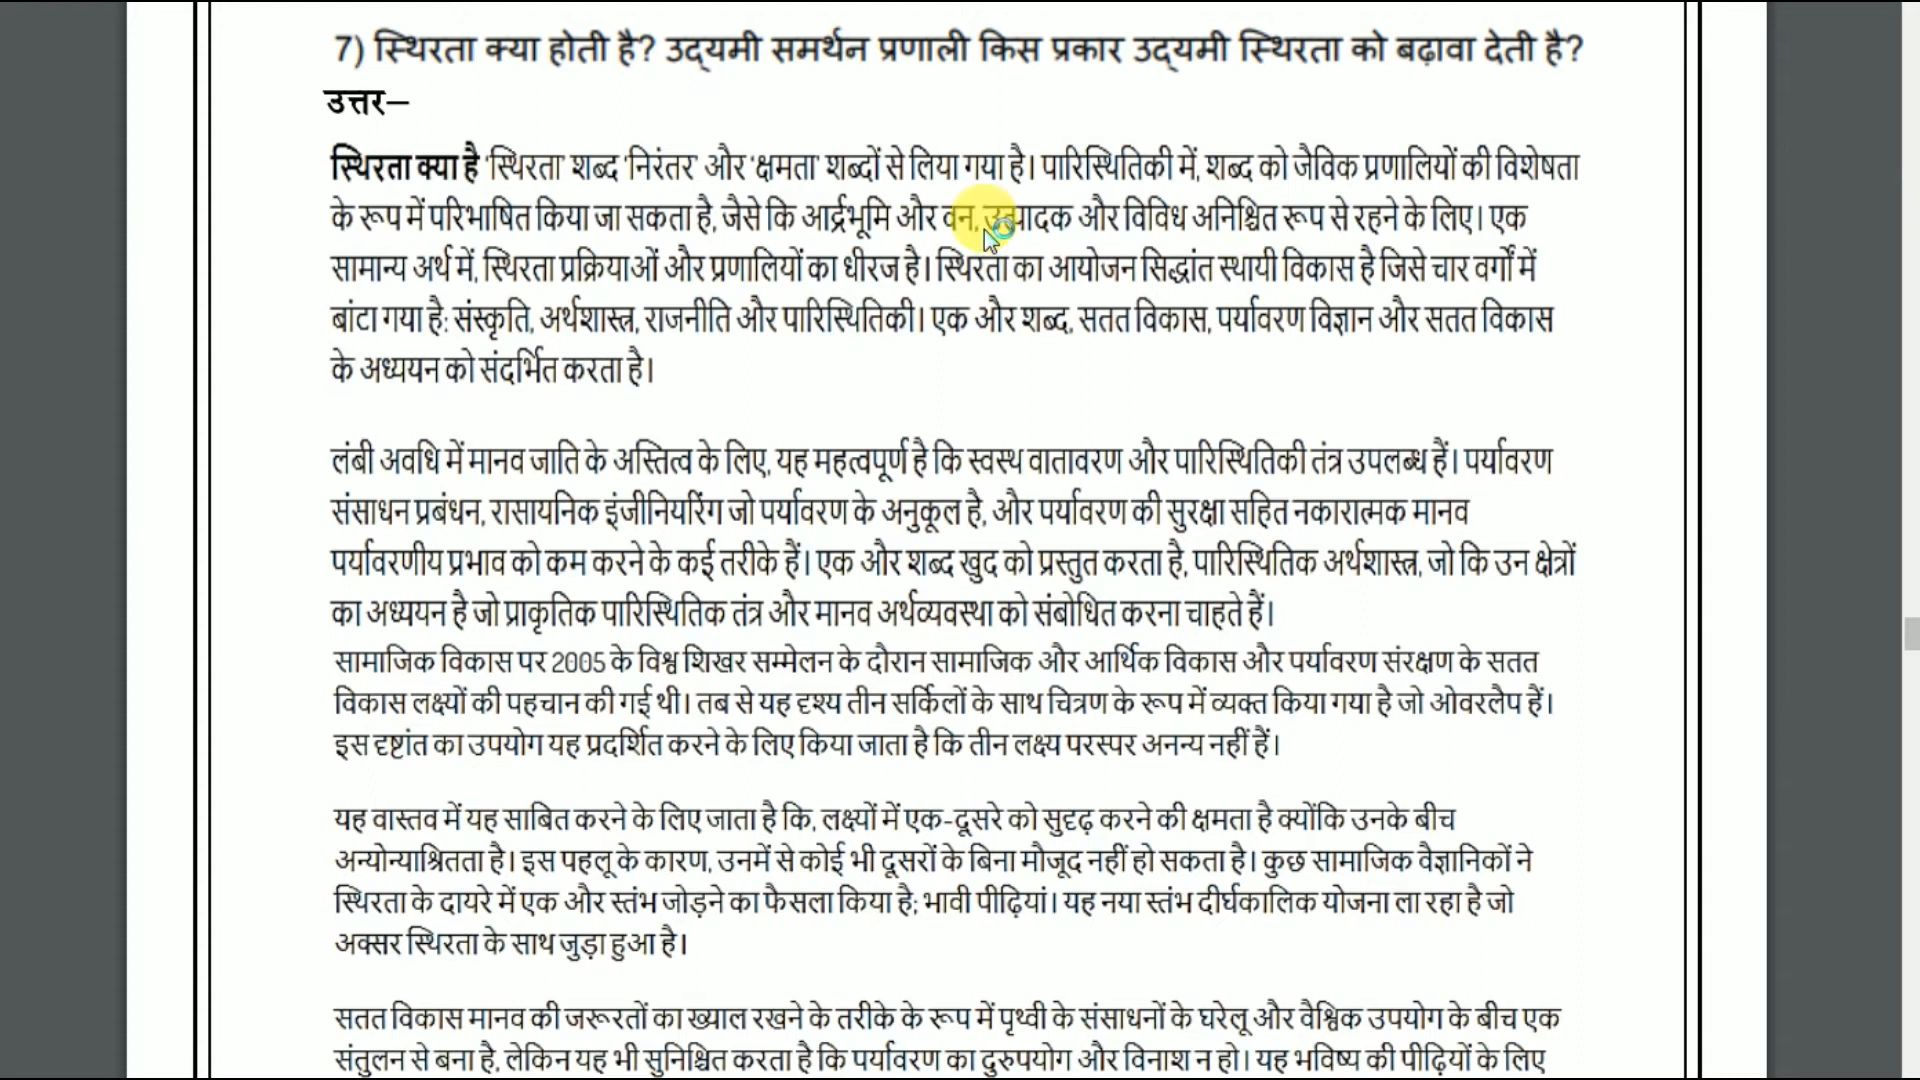 7) स्थिरता क्या होती है? उद्यमी समर्थन प्रणाली किस प्रकार उद्यमी स्थिरता को बढ़ावा देती है?
उत्तर–
स्थिरता क्या है 'स्थिरता' शब्द 'निरंतर' और 'क्षमता' शब्दों से लिया गया है। पारिस्थितिकी में, शब्द को जैविक प्रणालियों की विशेषता
के रूप में परिभाषित किया जा सकता है, जैसे कि आर्द्रभूमि और वन, उत्पादक और विविध अनिश्चित रूप से रहने के लिए। एक
सामान्य अर्थ में, स्थिरता प्रक्रियाओं और प्रणालियों का धीरज है। स्थिरता का आयोजन सिद्धांत स्थायी विकास है जिसे चार वर्गों में
बांटा गया है: संस्कृति, अर्थशास्त्र, राजनीति और पारिस्थितिकी। एक और शब्द, सतत विकास, पर्यावरण विज्ञान और सतत विकास
के अध्ययन को संदर्भित करता है।
लंबी अवधि में मानव जाति के अस्तित्व के लिए, यह महत्वपूर्ण है कि स्वस्थ वातावरण और पारिस्थितिकी तंत्र उपलब्ध हैं। पर्यावरण
संसाधन प्रबंधन, रासायनिक इंजीनियरिंग जो पर्यावरण के अनुकूल है, और पर्यावरण की सुरक्षा सहित नकारात्मक मानव
पर्यावरणीय प्रभाव को कम करने के कई तरीके हैं। एक और शब्द खुद को प्रस्तुत करता है, पारिस्थितिक अर्थशास्त्र, जो कि उन क्षेत्रों
का अध्ययन है जो प्राकृतिक पारिस्थितिक तंत्र और मानव अर्थव्यवस्था को संबोधित करना चाहते हैं।
सामाजिक विकास पर 2005 के विश्व शिखर सम्मेलन के दौरान सामाजिक और आर्थिक विकास और पर्यावरण संरक्षण के सतत
विकास लक्ष्यों की पहचान की गई थी। तब से यह दृश्य तीन सर्किलों के साथ चित्रण के रूप में व्यक्त किया गया है जो ओवरलैप हैं।
इस दृष्टांत का उपयोग यह प्रदर्शित करने के लिए किया जाता है कि तीन लक्ष्य परस्पर अनन्य नहीं हैं।
यह वास्तव में यह साबित करने के लिए जाता है कि, लक्ष्यों में एक-दूसरे को सुदृढ़ करने की क्षमता है क्योंकि उनके बीच
अन्योन्याश्रितता है। इस पहलू के कारण, उनमें से कोई भी दूसरों के बिना मौजूद नहीं हो सकता है। कुछ सामाजिक वैज्ञानिकों ने
स्थिरता के दायरे में एक और स्तंभ जोड़ने का फैसला किया है; भावी पीढ़ियां। यह नया स्तंभ दीर्घकालिक योजना ला रहा है जो
अक्सर स्थिरता के साथ जुड़ा हुआ है।
सतत विकास मानव की जरूरतों का ख्याल रखने के तरीके के रूप में पृथ्वी के संसाधनों के घरेलू और वैश्विक उपयोग के बीच एक
संतुलन से बना है, लेकिन यह भी सुनिश्चित करता है कि पर्यावरण का दुरुपयोग और विनाश न हो। यह भविष्य की पीढ़ियों के लिए